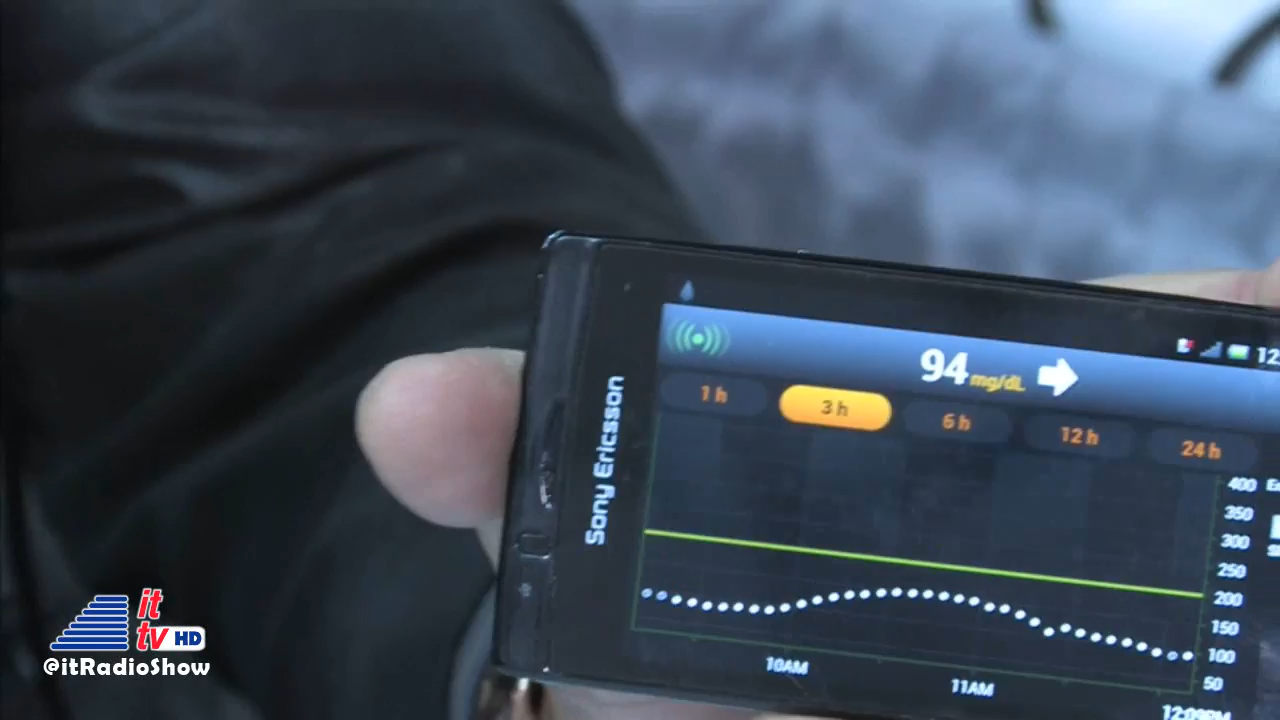 12
94 mg/dL
1 h
3 h
6 h
12 h
24 h
Sony Ericsson
400
350
300
250
200
150
100
50
10AM
11AM
it
tv HD
@itRadioShow